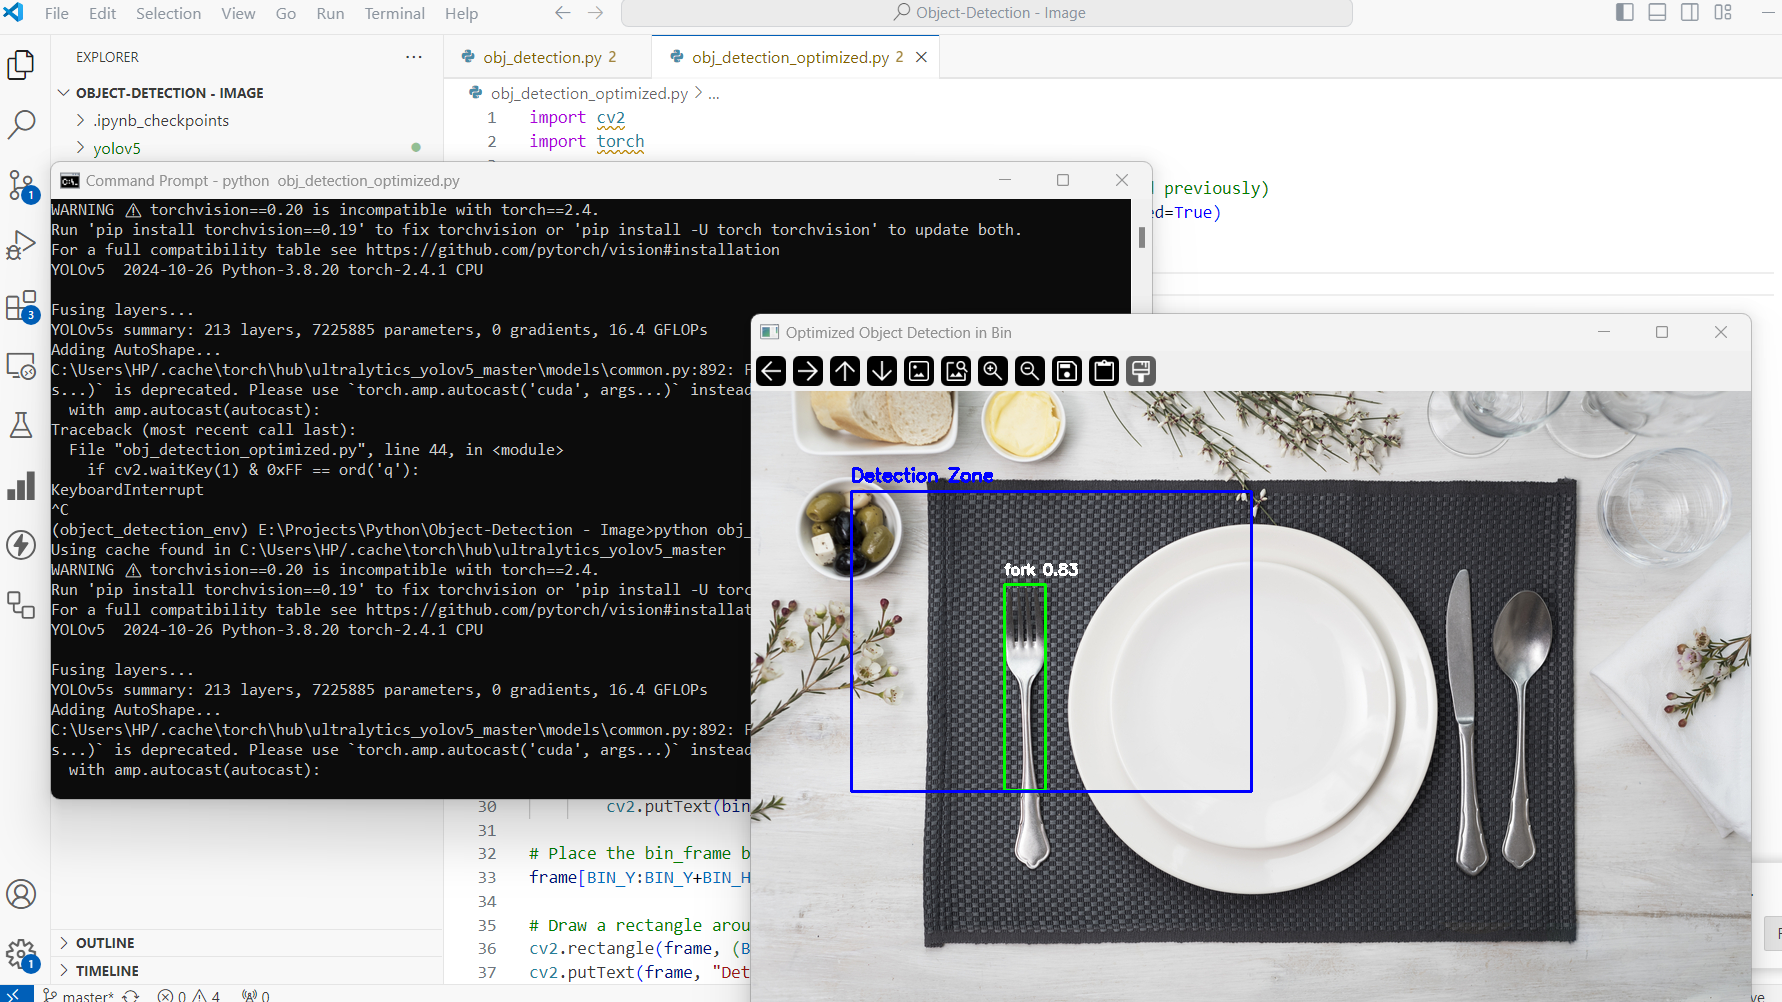 File Edit Selection View Go Run Terminal Help
Object-Detection - Image
EXPLORER
OBJECT-DETECTION - IMAGE
.ipynb_checkpoints
yolov5
1
3
obj_detection.py 2
obj_detection_optimized.py 2
obj_detection_optimized.py > ...
1 import cv2
2 import torch
previously)
ed=True)
Command Prompt - python obj_detection_optimized.py
WARNING ⚠ torchvision==0.20 is incompatible with torch==2.4.
Run 'pip install torchvision==0.19' to fix torchvision or 'pip install -U torch torchvision' to update both.
For a full compatibility table see https://github.com/pytorch/vision#installation
YOLOv5 2024-10-26 Python-3.8.20 torch-2.4.1 CPU
Fusing layers...
YOLOv5s summary: 213 layers, 7225885 parameters, 0 gradients, 16.4 GFLOPs
Adding AutoShape...
C:\Users\HP/.cache\torch\hub\ultralytics_yolov5_master\models\common.py:892: F
s...)` is deprecated. Please use `torch.amp.autocast('cuda', args...)` instead
with amp.autocast(autocast):
Traceback (most recent call last):
File "obj_detection_optimized.py", line 44, in <module>
if cv2.waitKey(1) & 0xFF == ord('q'):
KeyboardInterrupt
^C
(object_detection_env) E:\Projects\Python\Object-Detection - Image>python obj_
Using cache found in C:\Users\HP/.cache\torch\hub\ultralytics_yolov5_master
WARNING ⚠ torchvision==0.20 is incompatible with torch==2.4.
Run 'pip install torchvision==0.19' to fix torchvision or 'pip install -U torc
For a full compatibility table see https://github.com/pytorch/vision#installat
YOLOv5 2024-10-26 Python-3.8.20 torch-2.4.1 CPU
Fusing layers...
YOLOv5s summary: 213 layers, 7225885 parameters, 0 gradients, 16.4 GFLOPs
Adding AutoShape...
C:\Users\HP/.cache\torch\hub\ultralytics_yolov5_master\models\common.py:892: F
s...)` is deprecated. Please use `torch.amp.autocast('cuda', args...)` instead
with amp.autocast(autocast):
Optimized Object Detection in Bin
Detection Zone
fork 0.83
30 cv2.putText(bin
31
32 # Place the bin_frame b
33 frame[BIN_Y:BIN_Y+BIN_H
34
35 # Draw a rectangle arou
36 cv2.rectangle(frame, (B
37 cv2.putText(frame, "Det
OUTLINE
1
TIMELINE
master* 0 4 0